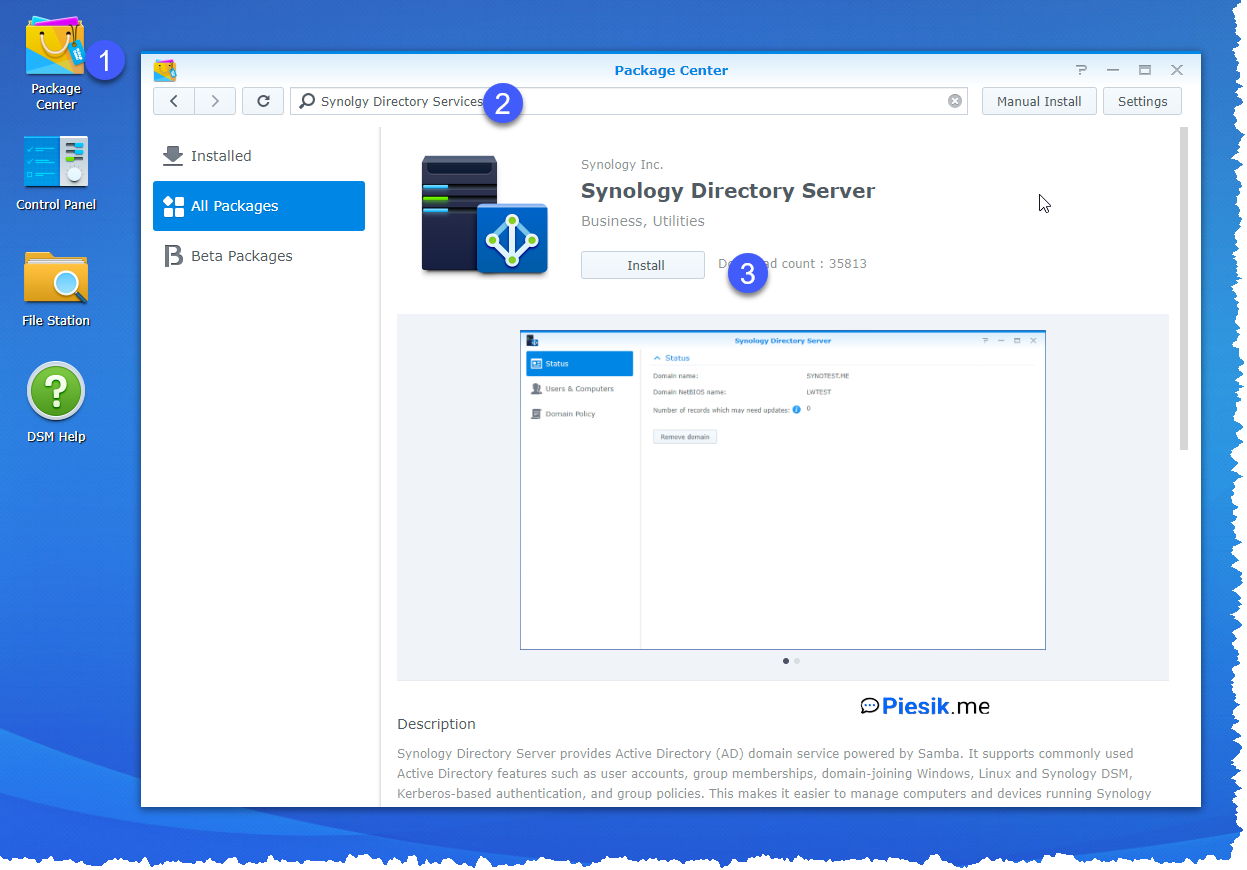 Package
Center
1
Control Panel
File Station
?
DSM Help
Package Center
Synolgy Directory Services
2
Manual Install
Settings
Installed
All Packages
Beta Packages
Synology Inc.
Synology Directory Server
Business, Utilities
Install
3
count : 35813
Synology Directory Server
Status
Users & Computers
Domain Policy
Status
Domain name:
SYNOTEST.ME
Domain NetBIOS name:
LWTEST
Number of records which may need updates:
0
Remove domain
Piesik.me
Description
Synology Directory Server provides Active Directory (AD) domain service powered by Samba. It supports commonly used
Active Directory features such as user accounts, group memberships, domain-joining Windows, Linux and Synology DSM,
Kerberos-based authentication, and group policies. This makes it easier to manage computers and devices running Synology